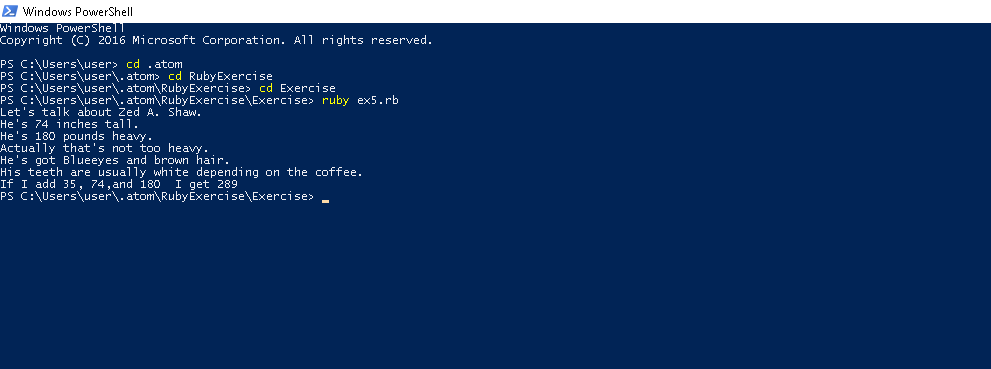 Windows PowerShell
Windows PowerShell
Copyright (C) 2016 Microsoft Corporation. All rights reserved.
PS C:\Users\user> cd .atom
PS C:\Users\user\.atom> cd RubyExercise
PS C:\Users\user\.atom\RubyExercise> cd Exercise
PS C:\Users\user\.atom\RubyExercise\Exercise> ruby ex5.rb
Let's talk about Zed A. Shaw.
He's 74 inches tall.
He's 180 pounds heavy.
Actually that's not too heavy.
He's got Blueeyes and brown hair.
His teeth are usually white depending on the coffee.
If I add 35, 74,and 180  I get 289
PS C:\Users\user\.atom\RubyExercise\Exercise>